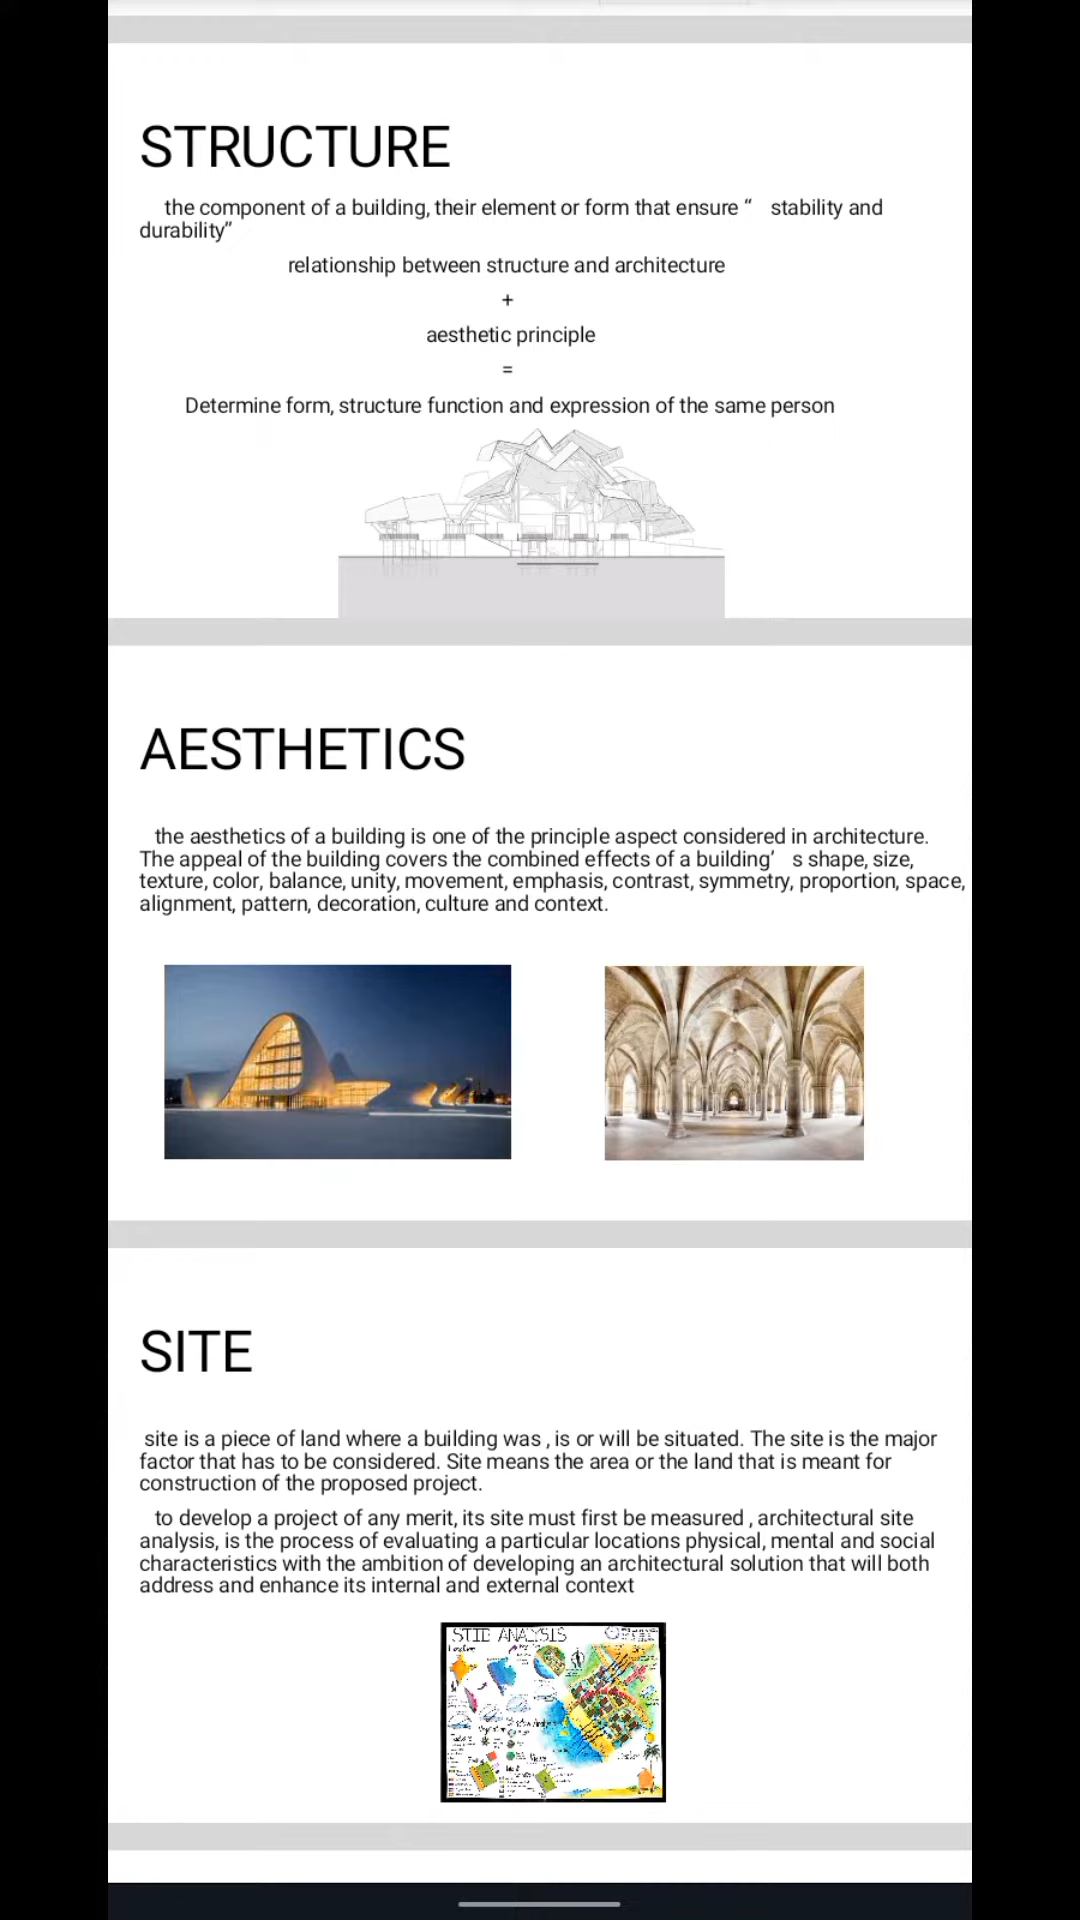 STRUCTURE
the component of a building, their element or form that ensure “ stability and
durability”
relationship between structure and architecture
+
aesthetic principle
=
Determine form, structure function and expression of the same person
AESTHETICS
the aesthetics of a building is one of the principle aspect considered in architecture.
The appeal of the building covers the combined effects of a building’ s shape, size,
texture, color, balance, unity, movement, emphasis, contrast, symmetry, proportion, space,
alignment, pattern, decoration, culture and context.
SITE
site is a piece of land where a building was , is or will be situated. The site is the major
factor that has to be considered. Site means the area or the land that is meant for
construction of the proposed project.
to develop a project of any merit, its site must first be measured , architectural site
analysis, is the process of evaluating a particular locations physical, mental and social
characteristics with the ambition of developing an architectural solution that will both
address and enhance its internal and external context
ANALYSIS